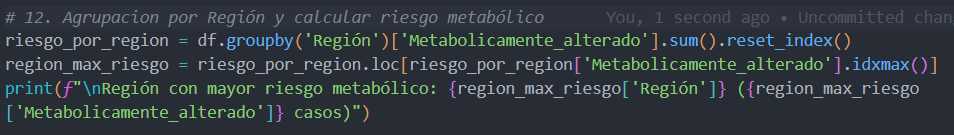 # 12. Agrupacion por Región y calcular riesgo metabólico You, 1 second ago • Uncommitted chan
riesgo_por_region = df.groupby('Región')['Metabolicamente_alterado'].sum().reset_index()
region_max_riesgo = riesgo_por_region.loc[riesgo_por_region['Metabolicamente_alterado'].idxmax()]
print(f"\nRegión con mayor riesgo metabólico: {region_max_riesgo['Región']} ({region_max_riesgo
['Metabolicamente_alterado']} casos)")